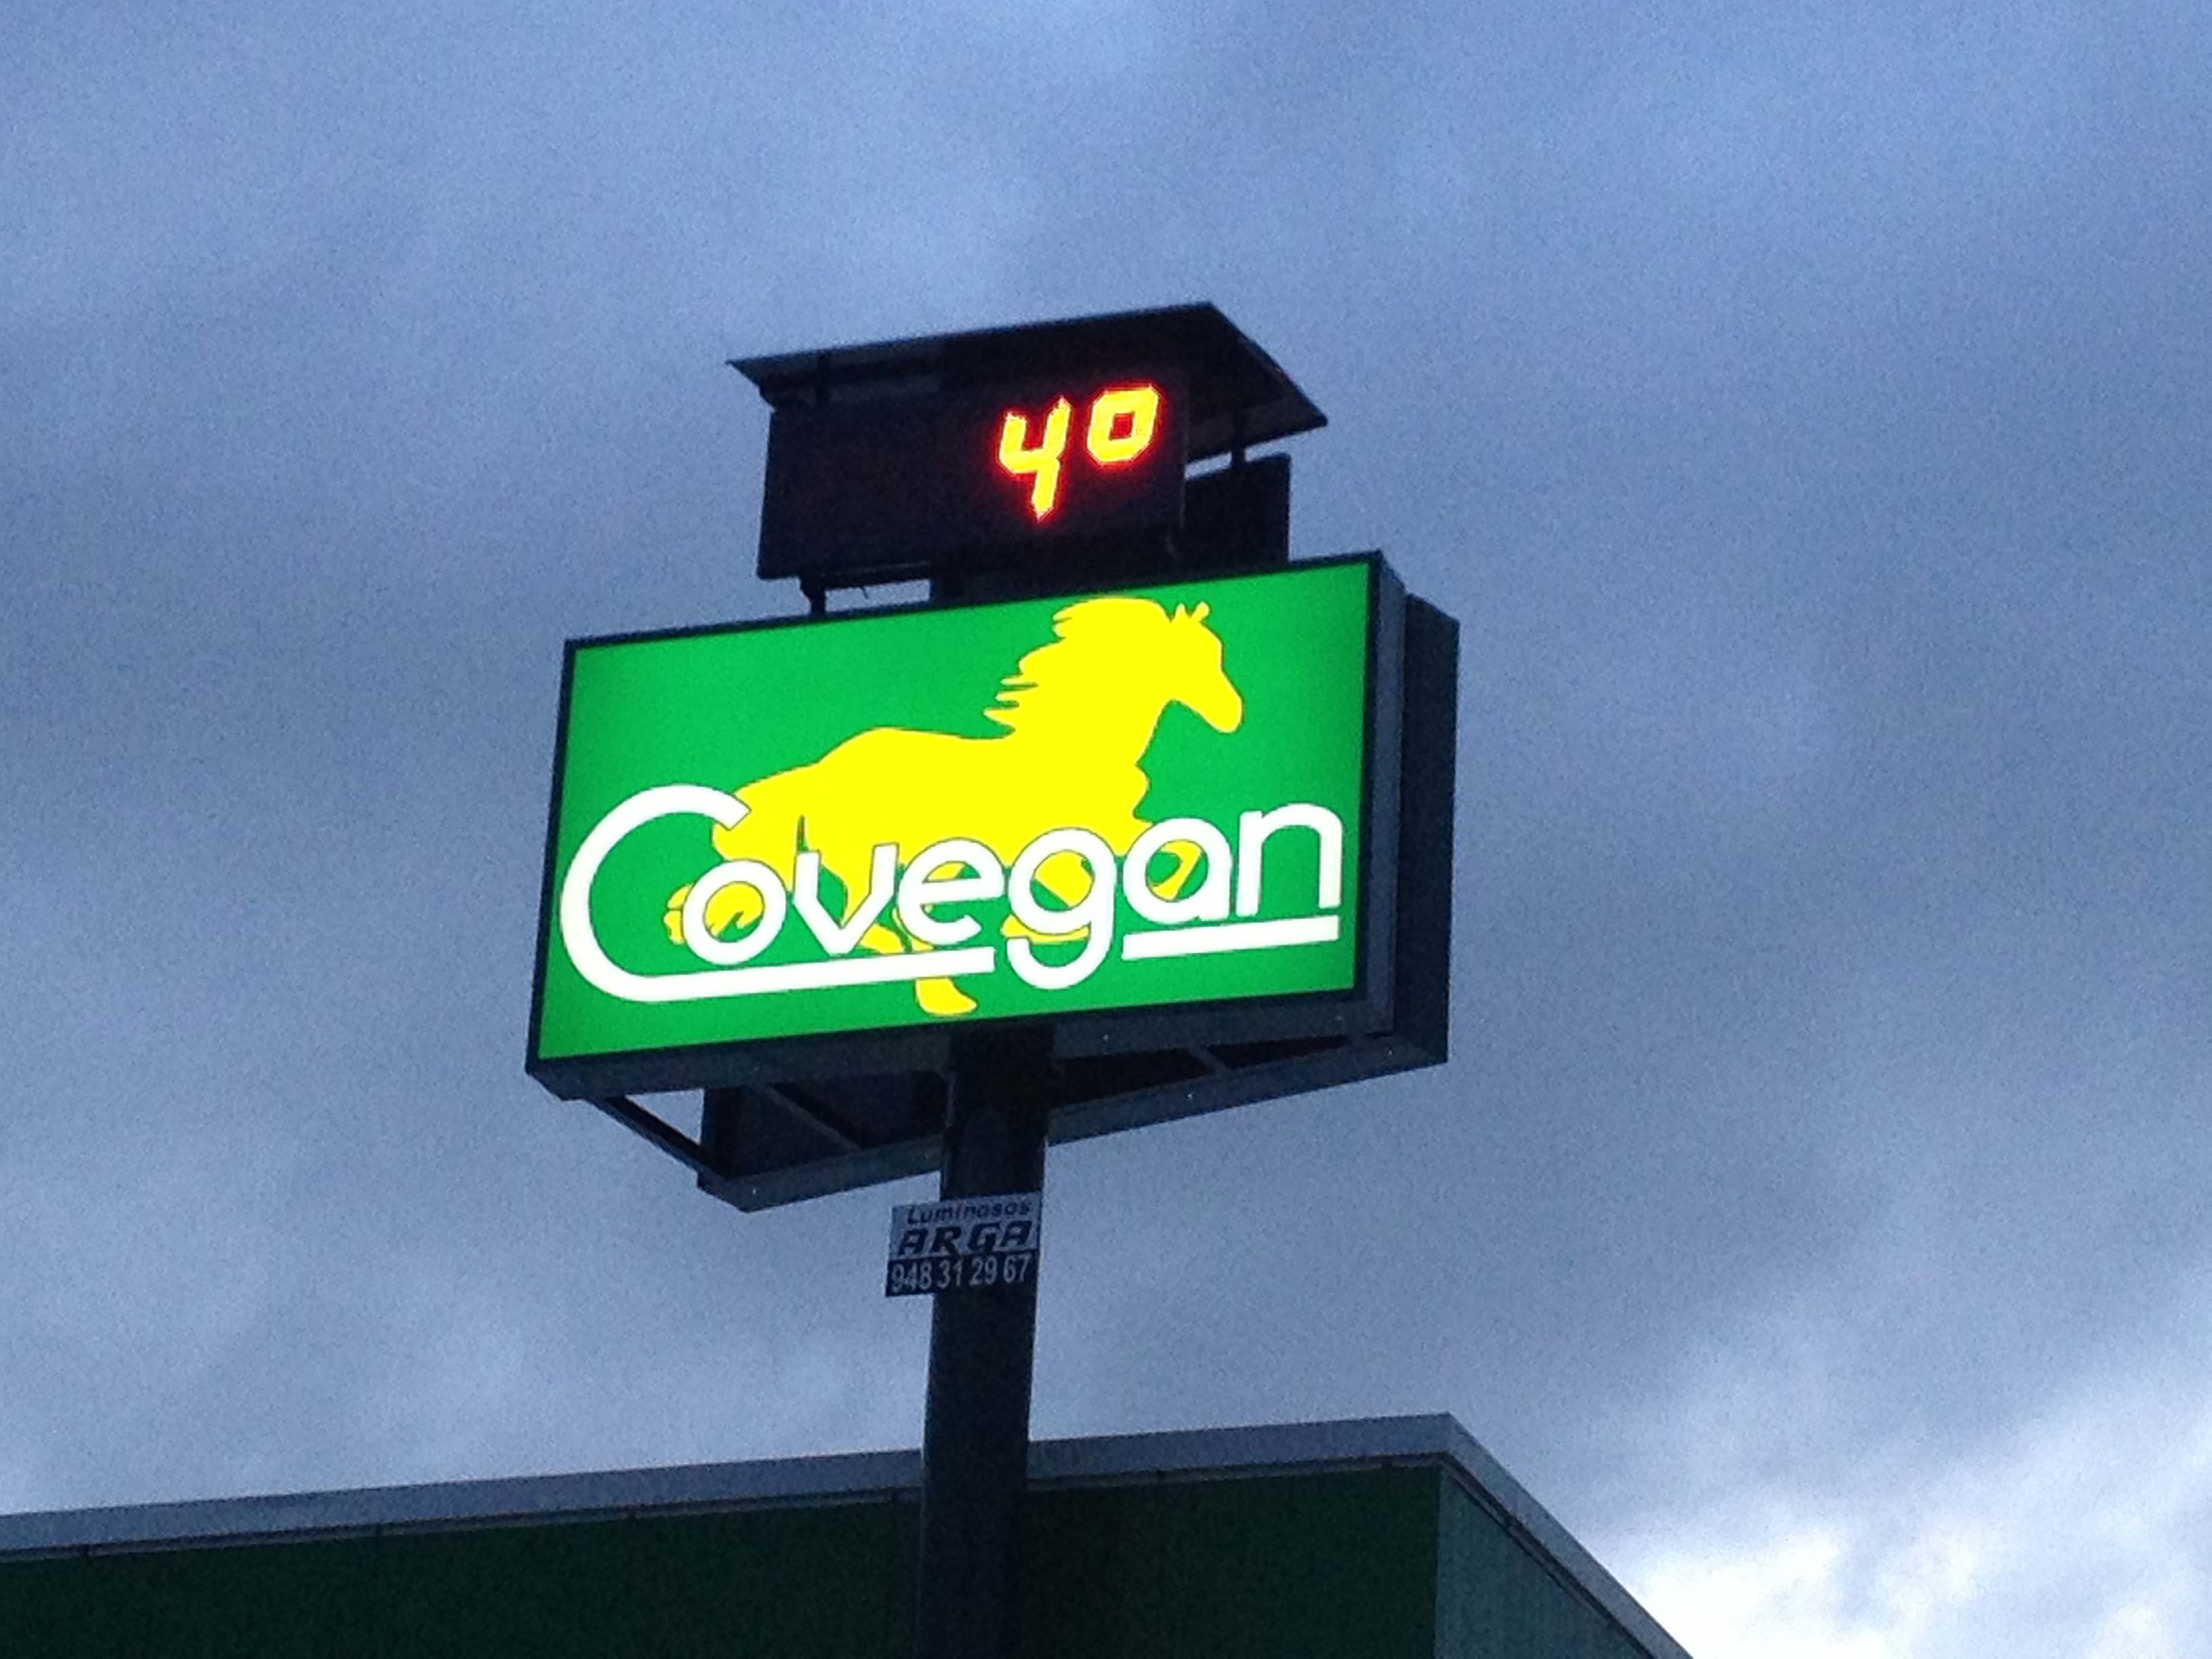 4º
Covegan
Luminosos
ARGA
948 31 29 67